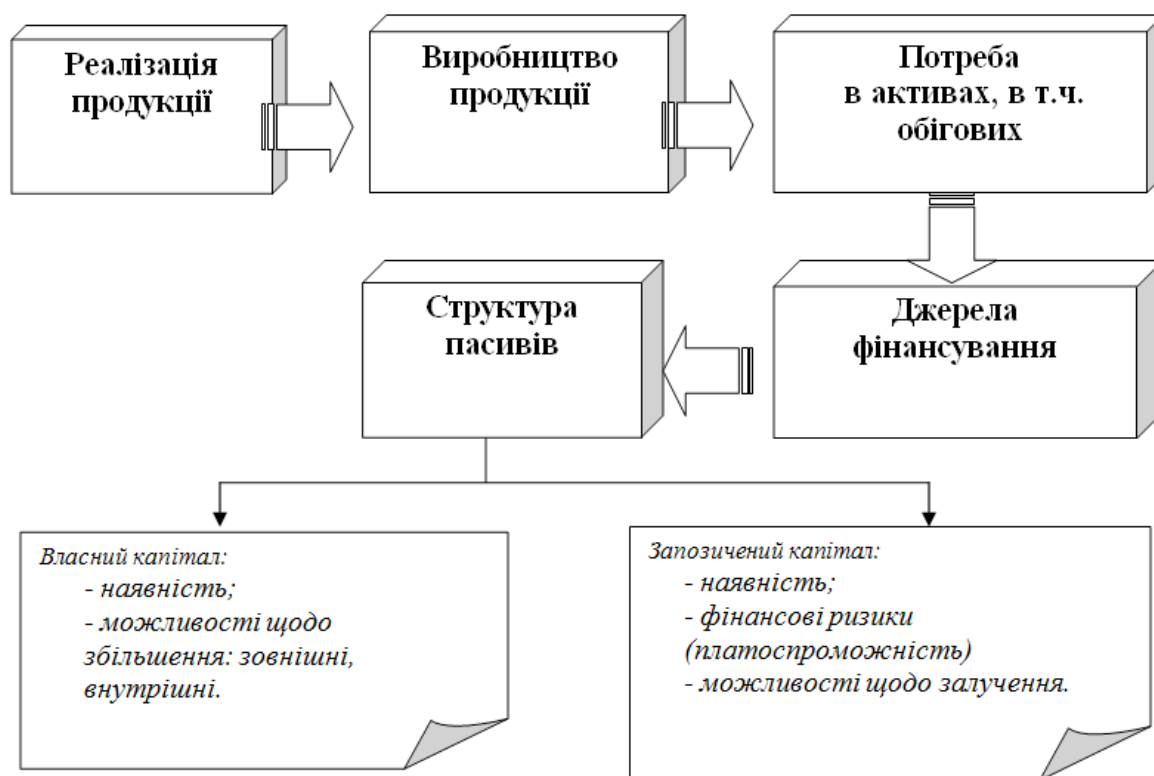 Реалізація
продукції
Виробництво
продукції
Потреба
в активах, в т.ч.
обігових
Структура
пасивів
Джерела
фінансування
Власний капітал:
- наявність;
- можливості щодо
збільшення: зовнішні,
внутрішні.
Запозичений капітал:
- наявність;
- фінансові ризики
(платоспроможність)
- можливості щодо залучення.